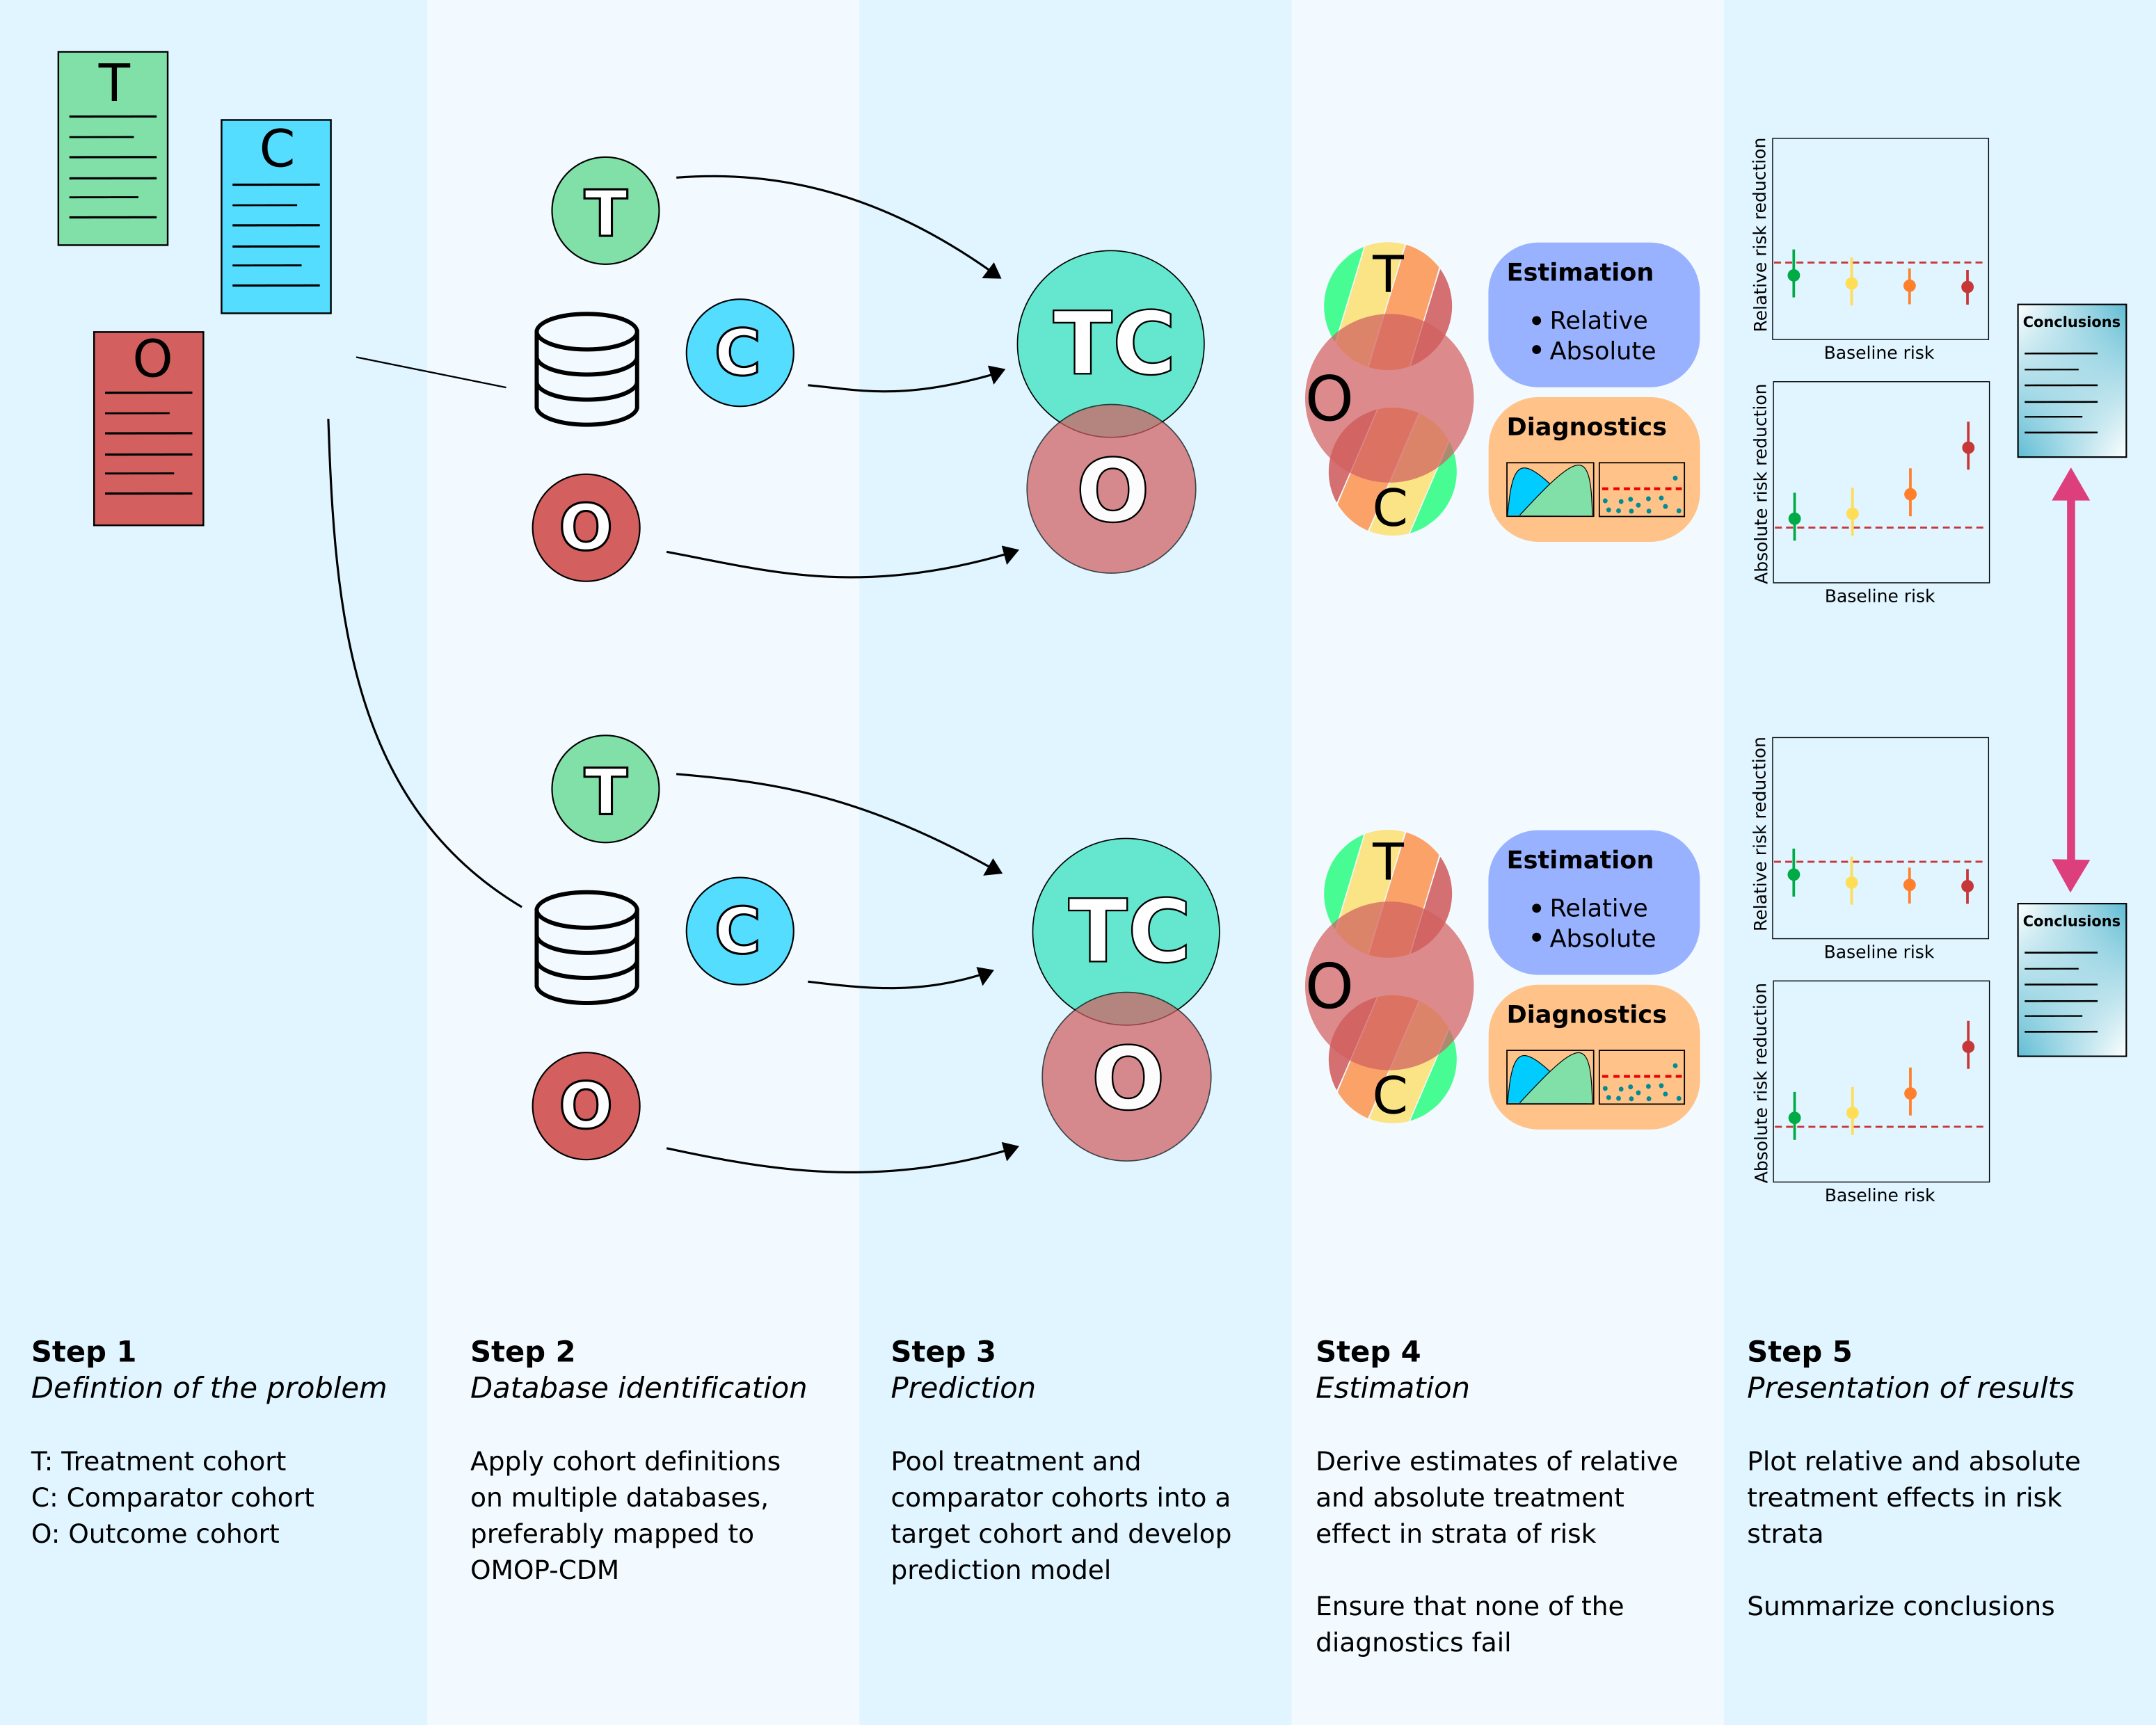 T
C
O
T
C
O
TC
O
T
O
C
Estimation
• Relative
• Absolute
Diagnostics
Relative risk reduction
Baseline risk
Absolute risk reduction
Baseline risk
Conclusions
T
C
O
TC
O
T
O
C
Estimation
• Relative
• Absolute
Diagnostics
Relative risk reduction
Baseline risk
Absolute risk reduction
Baseline risk
Conclusions
Step 1
Defintion of the problem
T: Treatment cohort
C: Comparator cohort
O: Outcome cohort
Step 2
Database identification
Apply cohort definitions
on multiple databases,
preferably mapped to
OMOP-CDM
Step 3
Prediction
Pool treatment and
comparator cohorts into a
target cohort and develop
prediction model
Step 4
Estimation
Derive estimates of relative
and absolute treatment
effect in strata of risk
Ensure that none of the
diagnostics fail
Step 5
Presentation of results
Plot relative and absolute
treatment effects in risk
strata
Summarize conclusions